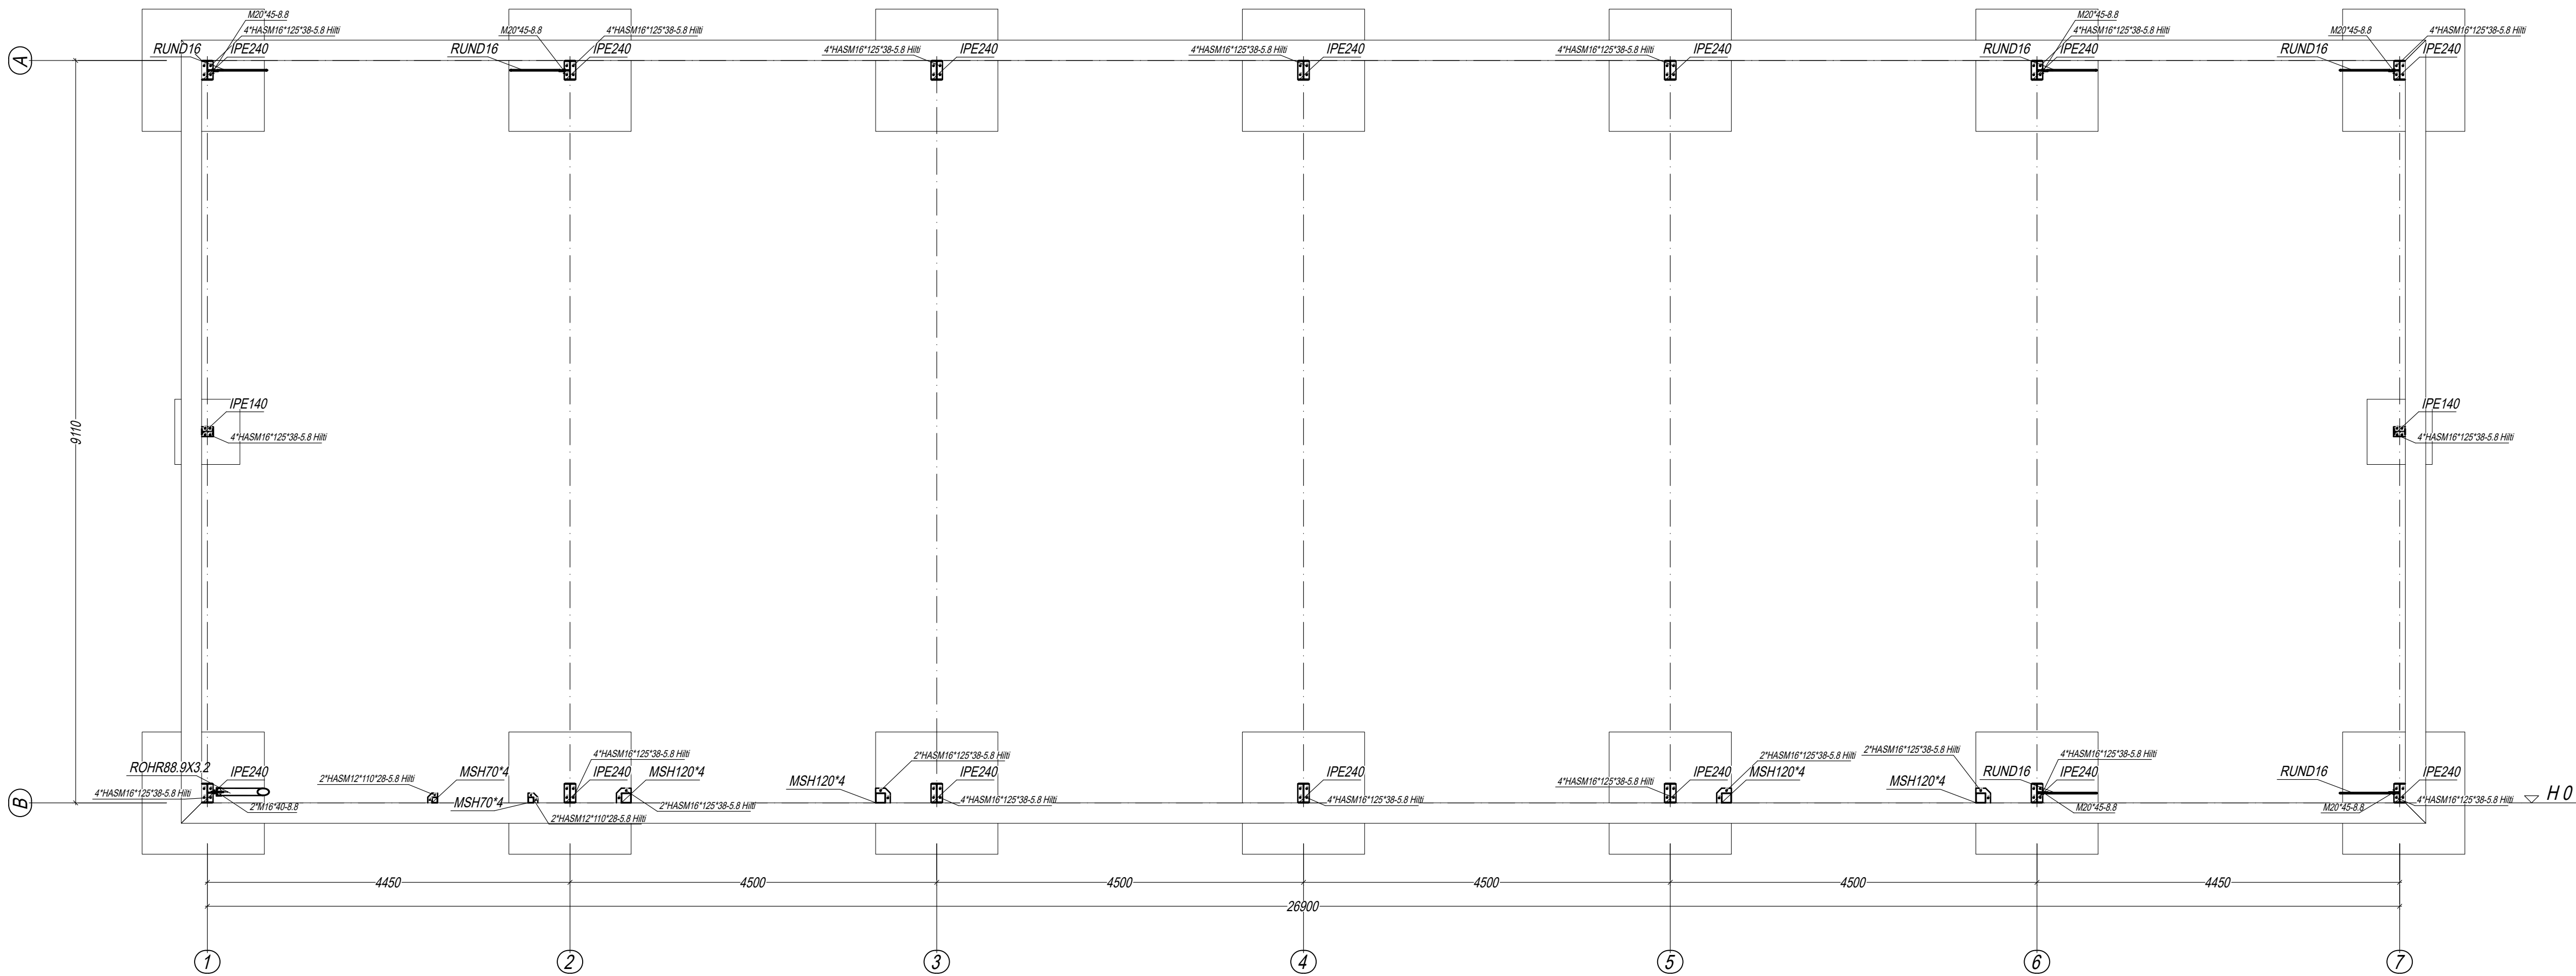 M20*45-8.8
4*HASM16*125*38-5.8 Hilti
RUND16
IPE240
RUND16
M20*45-8.8
4*HASM16*125*38-5.8 Hilti
IPE240
4*HASM16*125*38-5.8 Hilti
IPE240
4*HASM16*125*38-5.8 Hilti
IPE240
4*HASM16*125*38-5.8 Hilti
IPE240
M20*45-8.8
4*HASM16*125*38-5.8 Hilti
RUND16
IPE240
RUND16
M20*45-8.8
4*HASM16*125*38-5.8 Hilti
IPE240
A
9110
IPE140
4*HASM16*125*38-5.8 Hilti
IPE140
4*HASM16*125*38-5.8 Hilti
ROHR88.9X3.2
IPE240
4*HASM16*125*38-5.8 Hilti
2*M16*40-8.8
2*HASM12*110*28-5.8 Hilti
MSH70*4
MSH70*4
2*HASM12*110*28-5.8 Hilti
4*HASM16*125*38-5.8 Hilti
IPE240
MSH120*4
2*HASM16*125*38-5.8 Hilti
MSH120*4
2*HASM16*125*38-5.8 Hilti
IPE240
4*HASM16*125*38-5.8 Hilti
IPE240
4*HASM16*125*38-5.8 Hilti
4*HASM16*125*38-5.8 Hilti
IPE240
2*HASM16*125*38-5.8 Hilti
MSH120*4
2*HASM16*125*38-5.8 Hilti
MSH120*4
RUND16
4*HASM16*125*38-5.8 Hilti
IPE240
M20*45-8.8
RUND16
M20*45-8.8
IPE240
4*HASM16*125*38-5.8 Hilti
H 0
B
4450
4500
4500
4500
4500
4450
26900
1
2
3
4
5
6
7